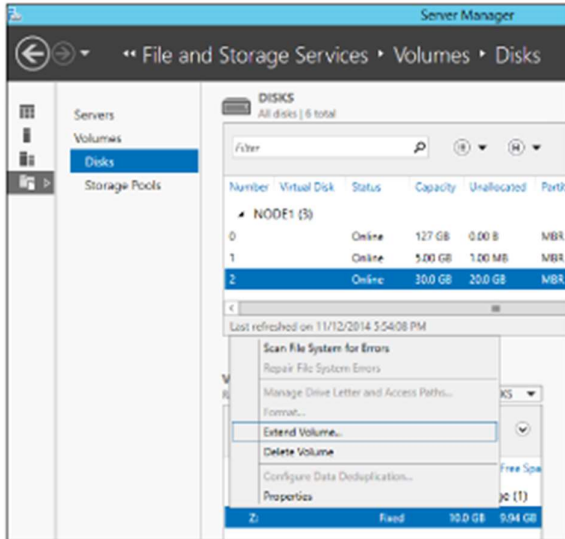 Server Manager
File and Storage Services ▸ Volumes ▸ Disks
Servers
Volumes
Disks
Storage Pools
DISKS
All disks | 6 total
Filter
Number Virtual Disk Status Capacity Unallocated Partit
NODE1 (3)
0 Online 127 GB 0.00 B MBR
1 Online 5.00 GB 1.00 MB MBR
2 Online 30.0 GB 20.0 GB MBR
Last refreshed on 11/12/2014 5:54:08 PM
Scan File System for Errors
Repair File System Errors
Manage Drive Letter and Access Paths...
Format...
Extend Volume...
Delete Volume
Configure Data Deduplication...
Properties
KS
Free Spa
ge (1)
Z: Fixed 10.0 GB 9.94 GB